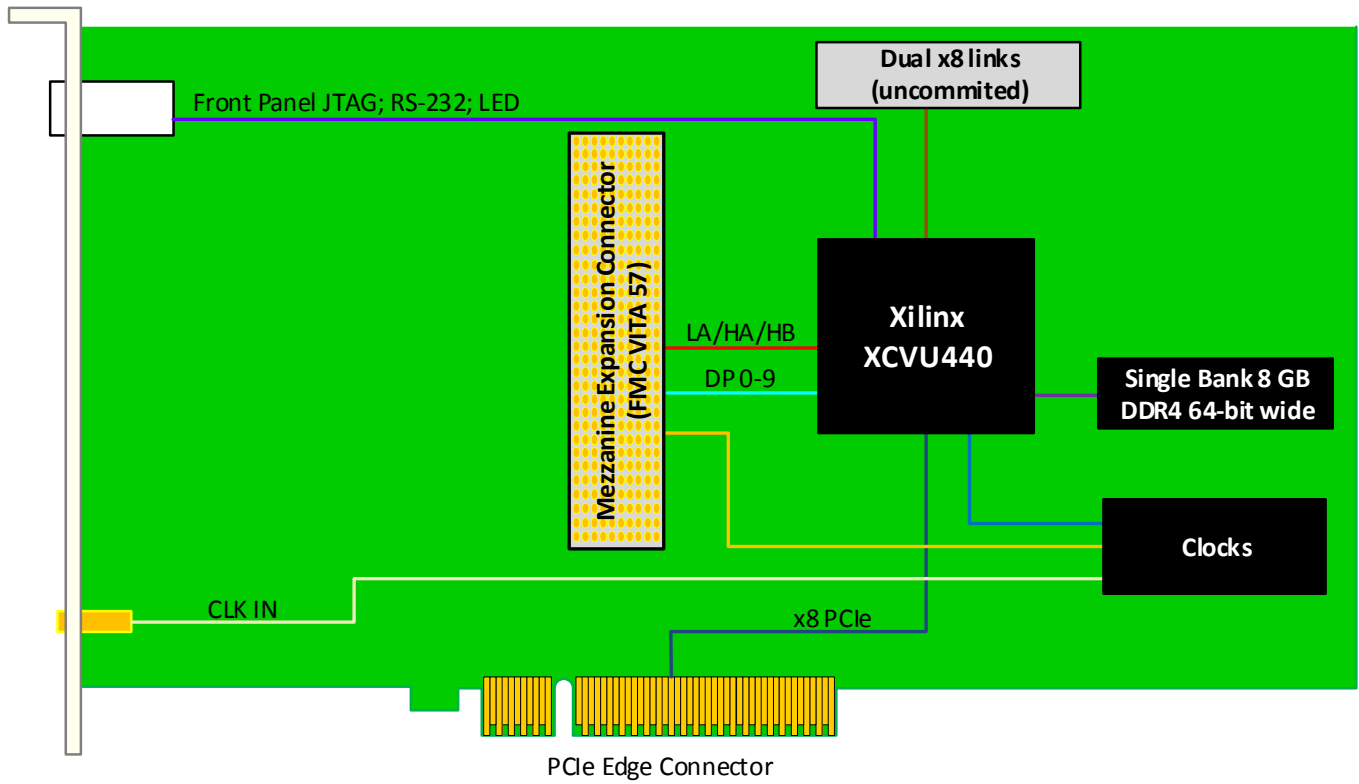 Dual x8 links
(uncommited)
Front Panel JTAG; RS-232; LED
Mezzanine Expansion Connector
(FMC VITA 57)
LA/HA/HB
DP 0-9
Xilinx
XCVU440
Single Bank 8 GB
DDR4 64-bit wide
Clocks
CLK IN
x8 PCIe
PCIe Edge Connector